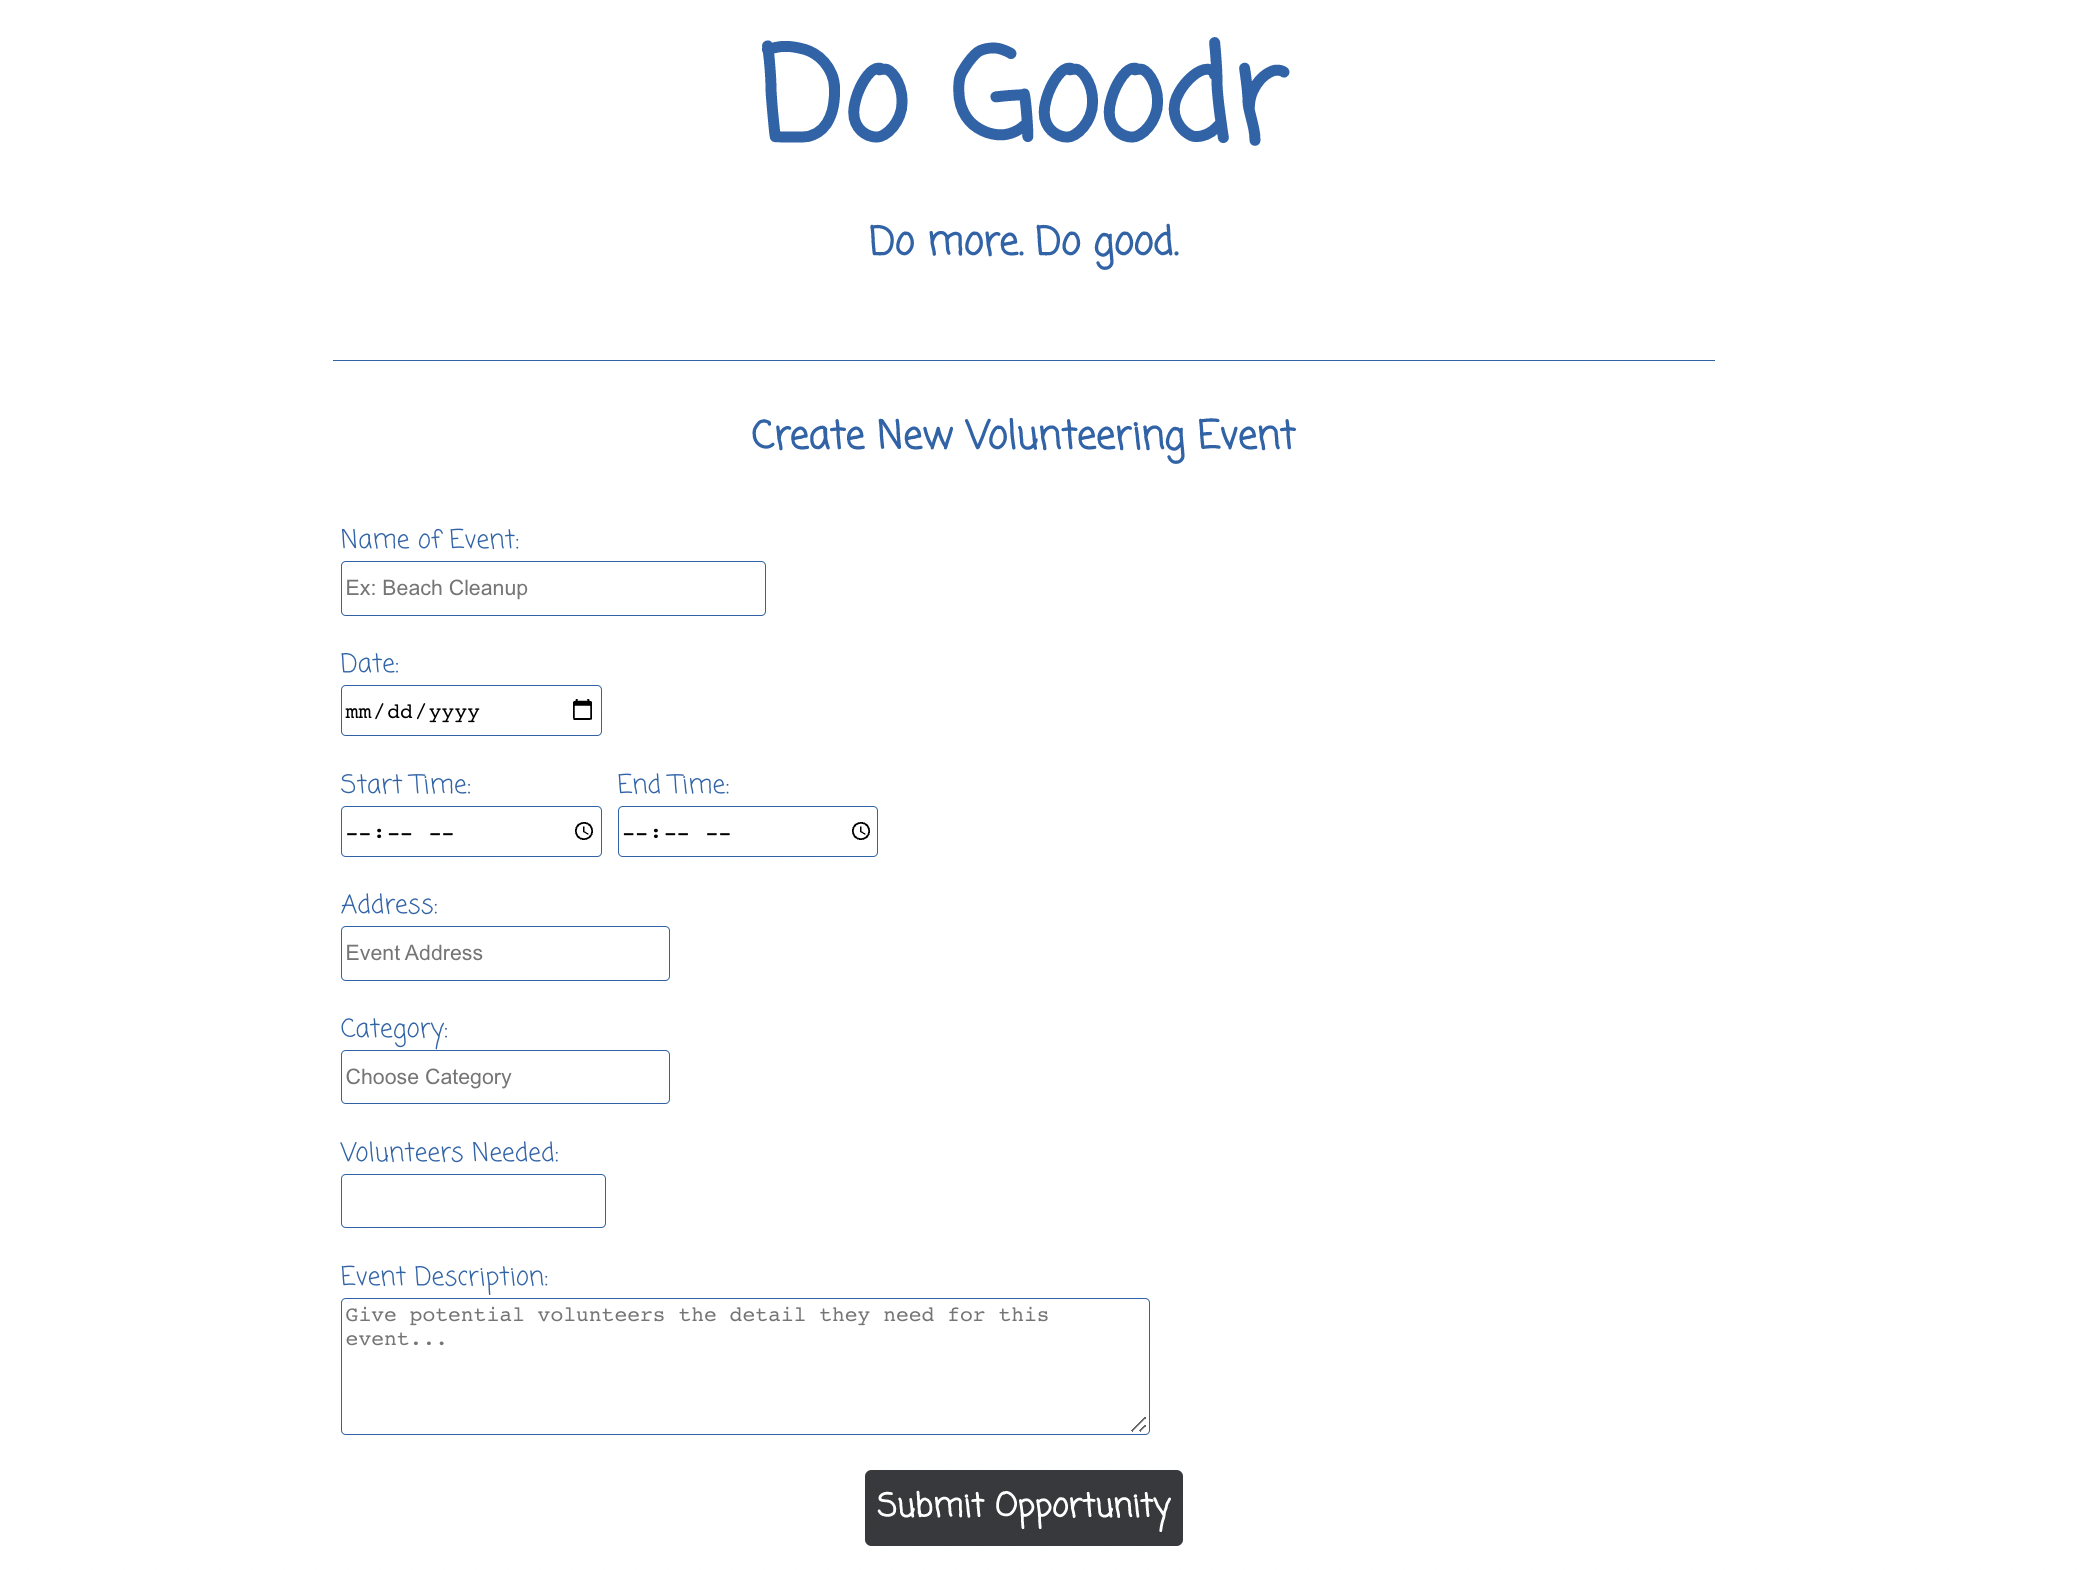 Do Goodr
Do more. Do good.
Create New Volunteering Event
Name of Event:
Ex: Beach Cleanup
Date:
mm/dd/yyyy
Start Time: End Time:
--:-- -- --:-- --
Address:
Event Address
Category:
Choose Category
Volunteers Needed:
Event Description:
Give potential volunteers the detail they need for this
event...
Submit Opportunity